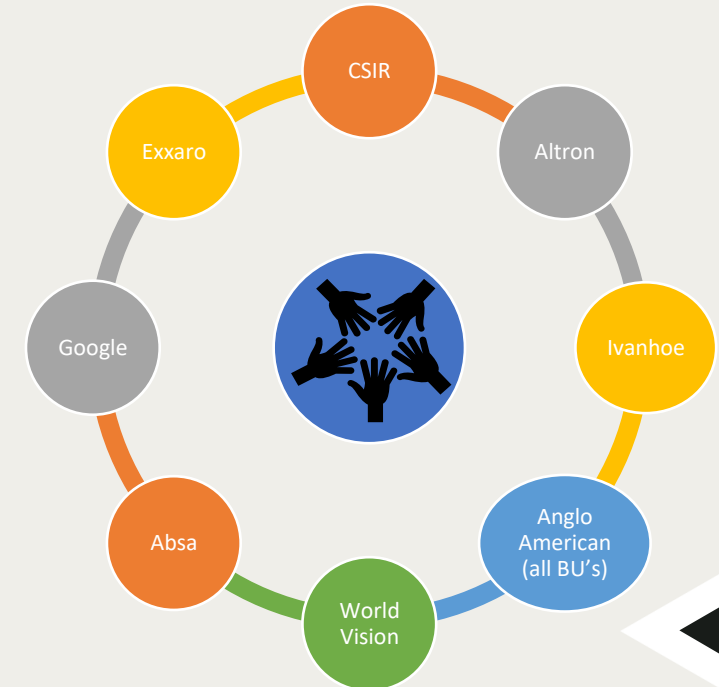 CSIR
Altron
Ivanhoe
Anglo
American
(all BU’s)
World
Vision
Absa
Google
Exxaro